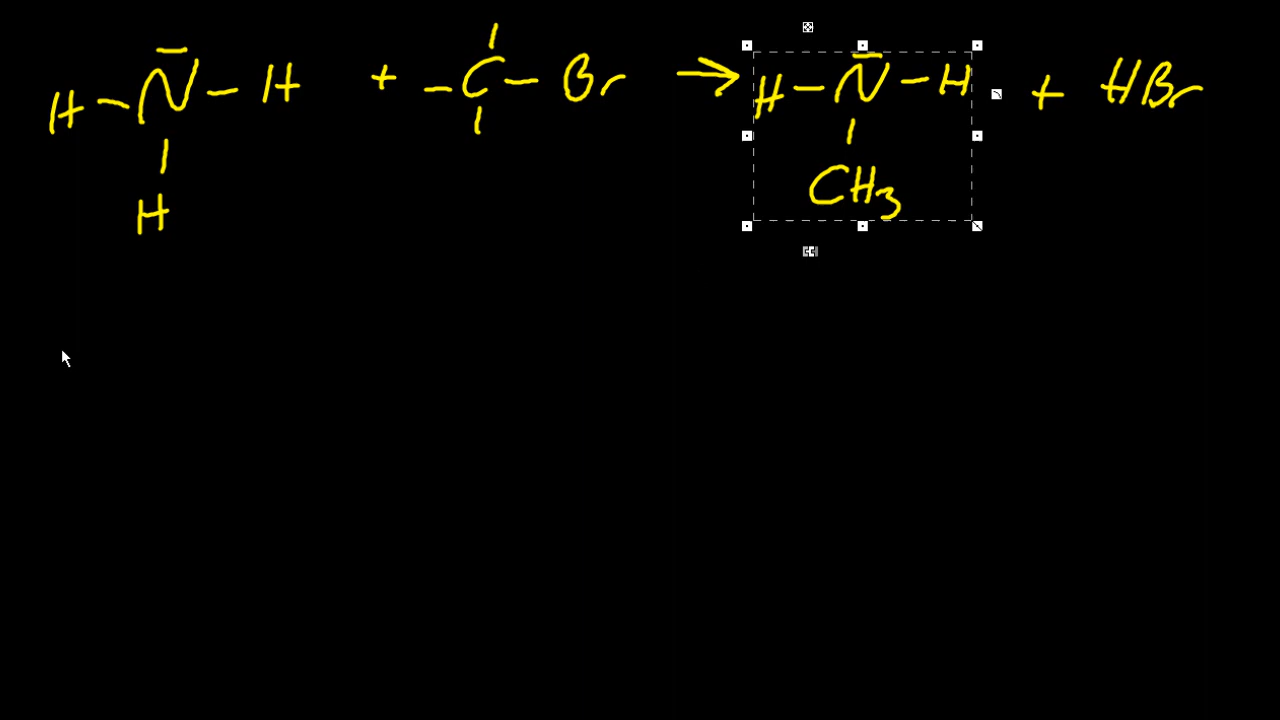 H - N̄ - H + - C - Br → H - N̄ - H + HBr
H CH3